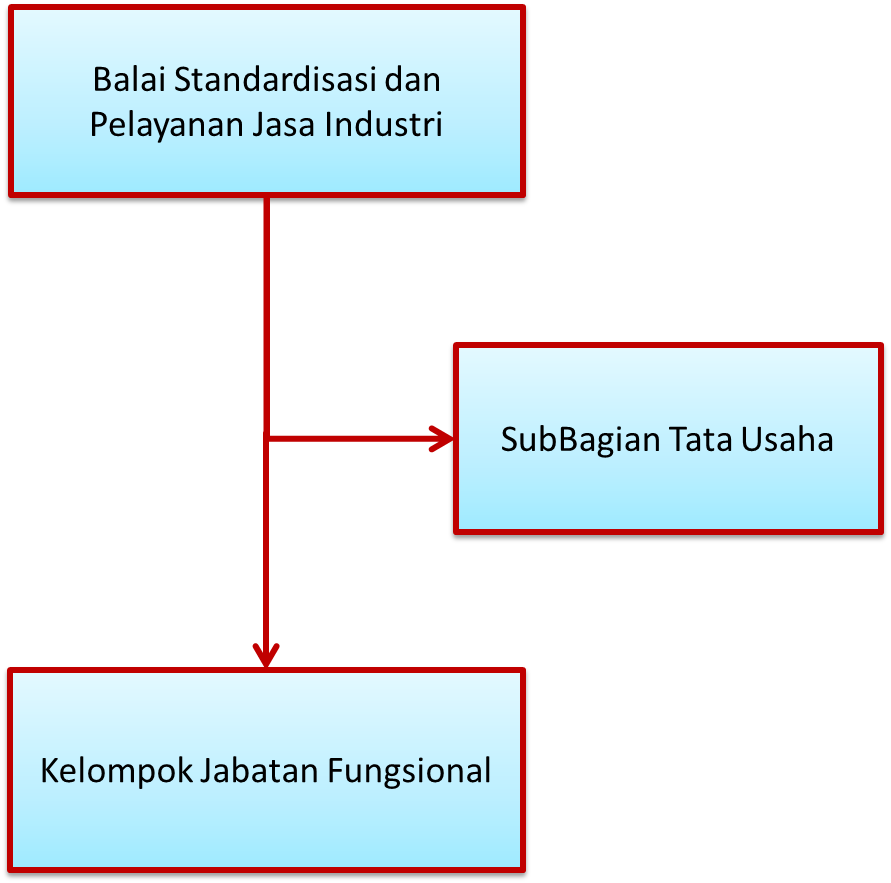 Balai Standardisasi dan
Pelayanan Jasa Industri
SubBagian Tata Usaha
Kelompok Jabatan Fungsional